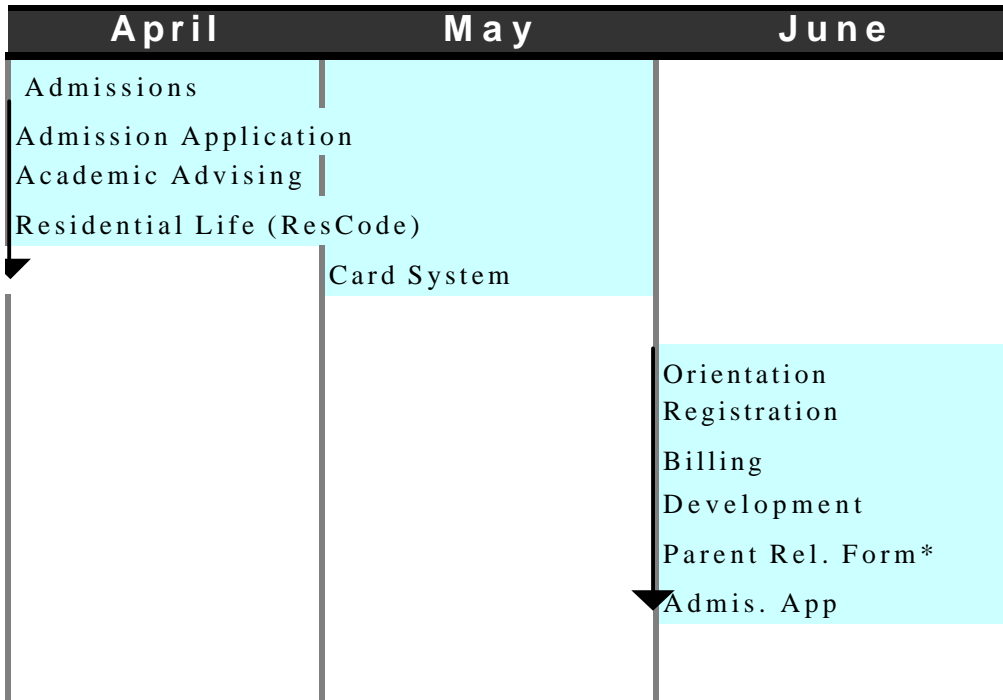 April May June
Admissions
Admission Application
Academic Advising
Residential Life (ResCode)
Card System
Orientation
Registration
Billing
Development
Parent Rel. Form*
Admis. App